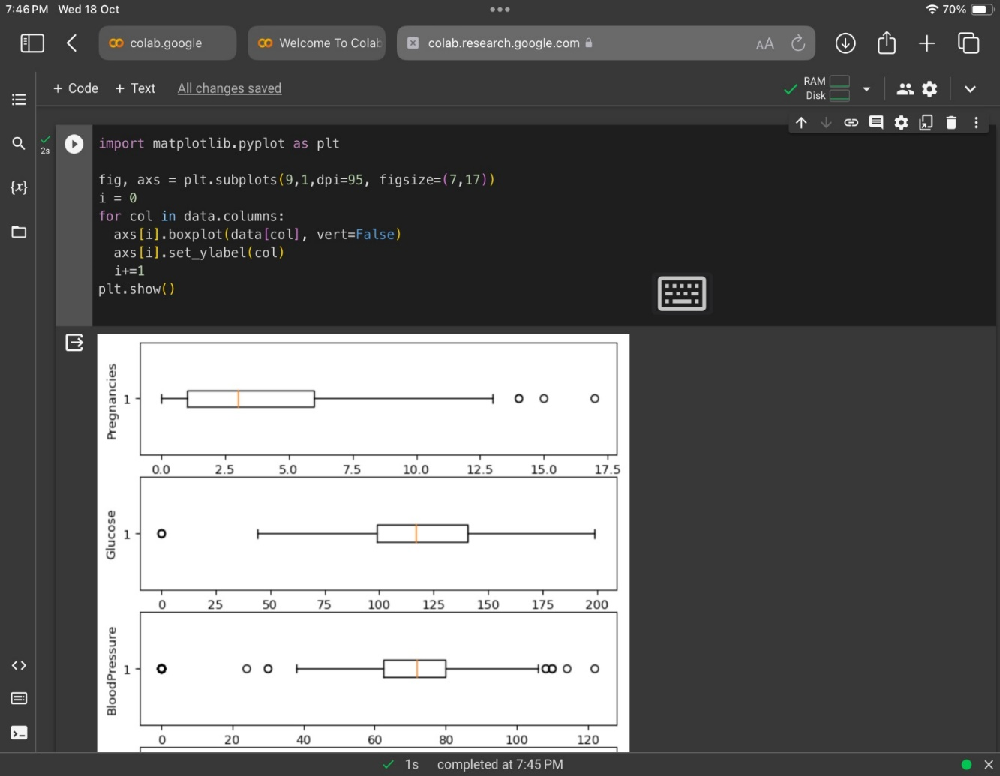 7:46 PM Wed 18 Oct
70%
colab.google
Welcome To Colab
colab.research.google.com
AA
+ Code + Text All changes saved
RAM
Disk
{x}
2s
import matplotlib.pyplot as plt
fig, axs = plt.subplots(9,1,dpi=95, figsize=(7,17))
i = 0
for col in data.columns:
  axs[i].boxplot(data[col], vert=False)
  axs[i].set_ylabel(col)
  i+=1
plt.show()
Pregnancies
1
0.0 2.5 5.0 7.5 10.0 12.5 15.0 17.5
Glucose
1
0 25 50 75 100 125 150 175 200
BloodPressure
1
0 20 40 60 80 100 120
1s completed at 7:45 PM